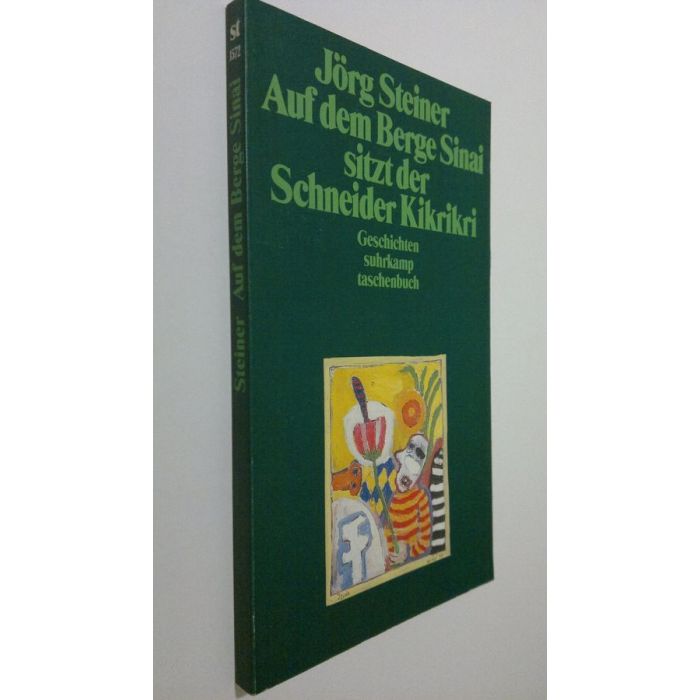 Jörg Steiner
Auf dem Berge Sinai
sitzt der
Schneider Kikrikri
Geschichten
suhrkamp
taschenbuch
st
1572
Steiner Auf dem Berge Sinai